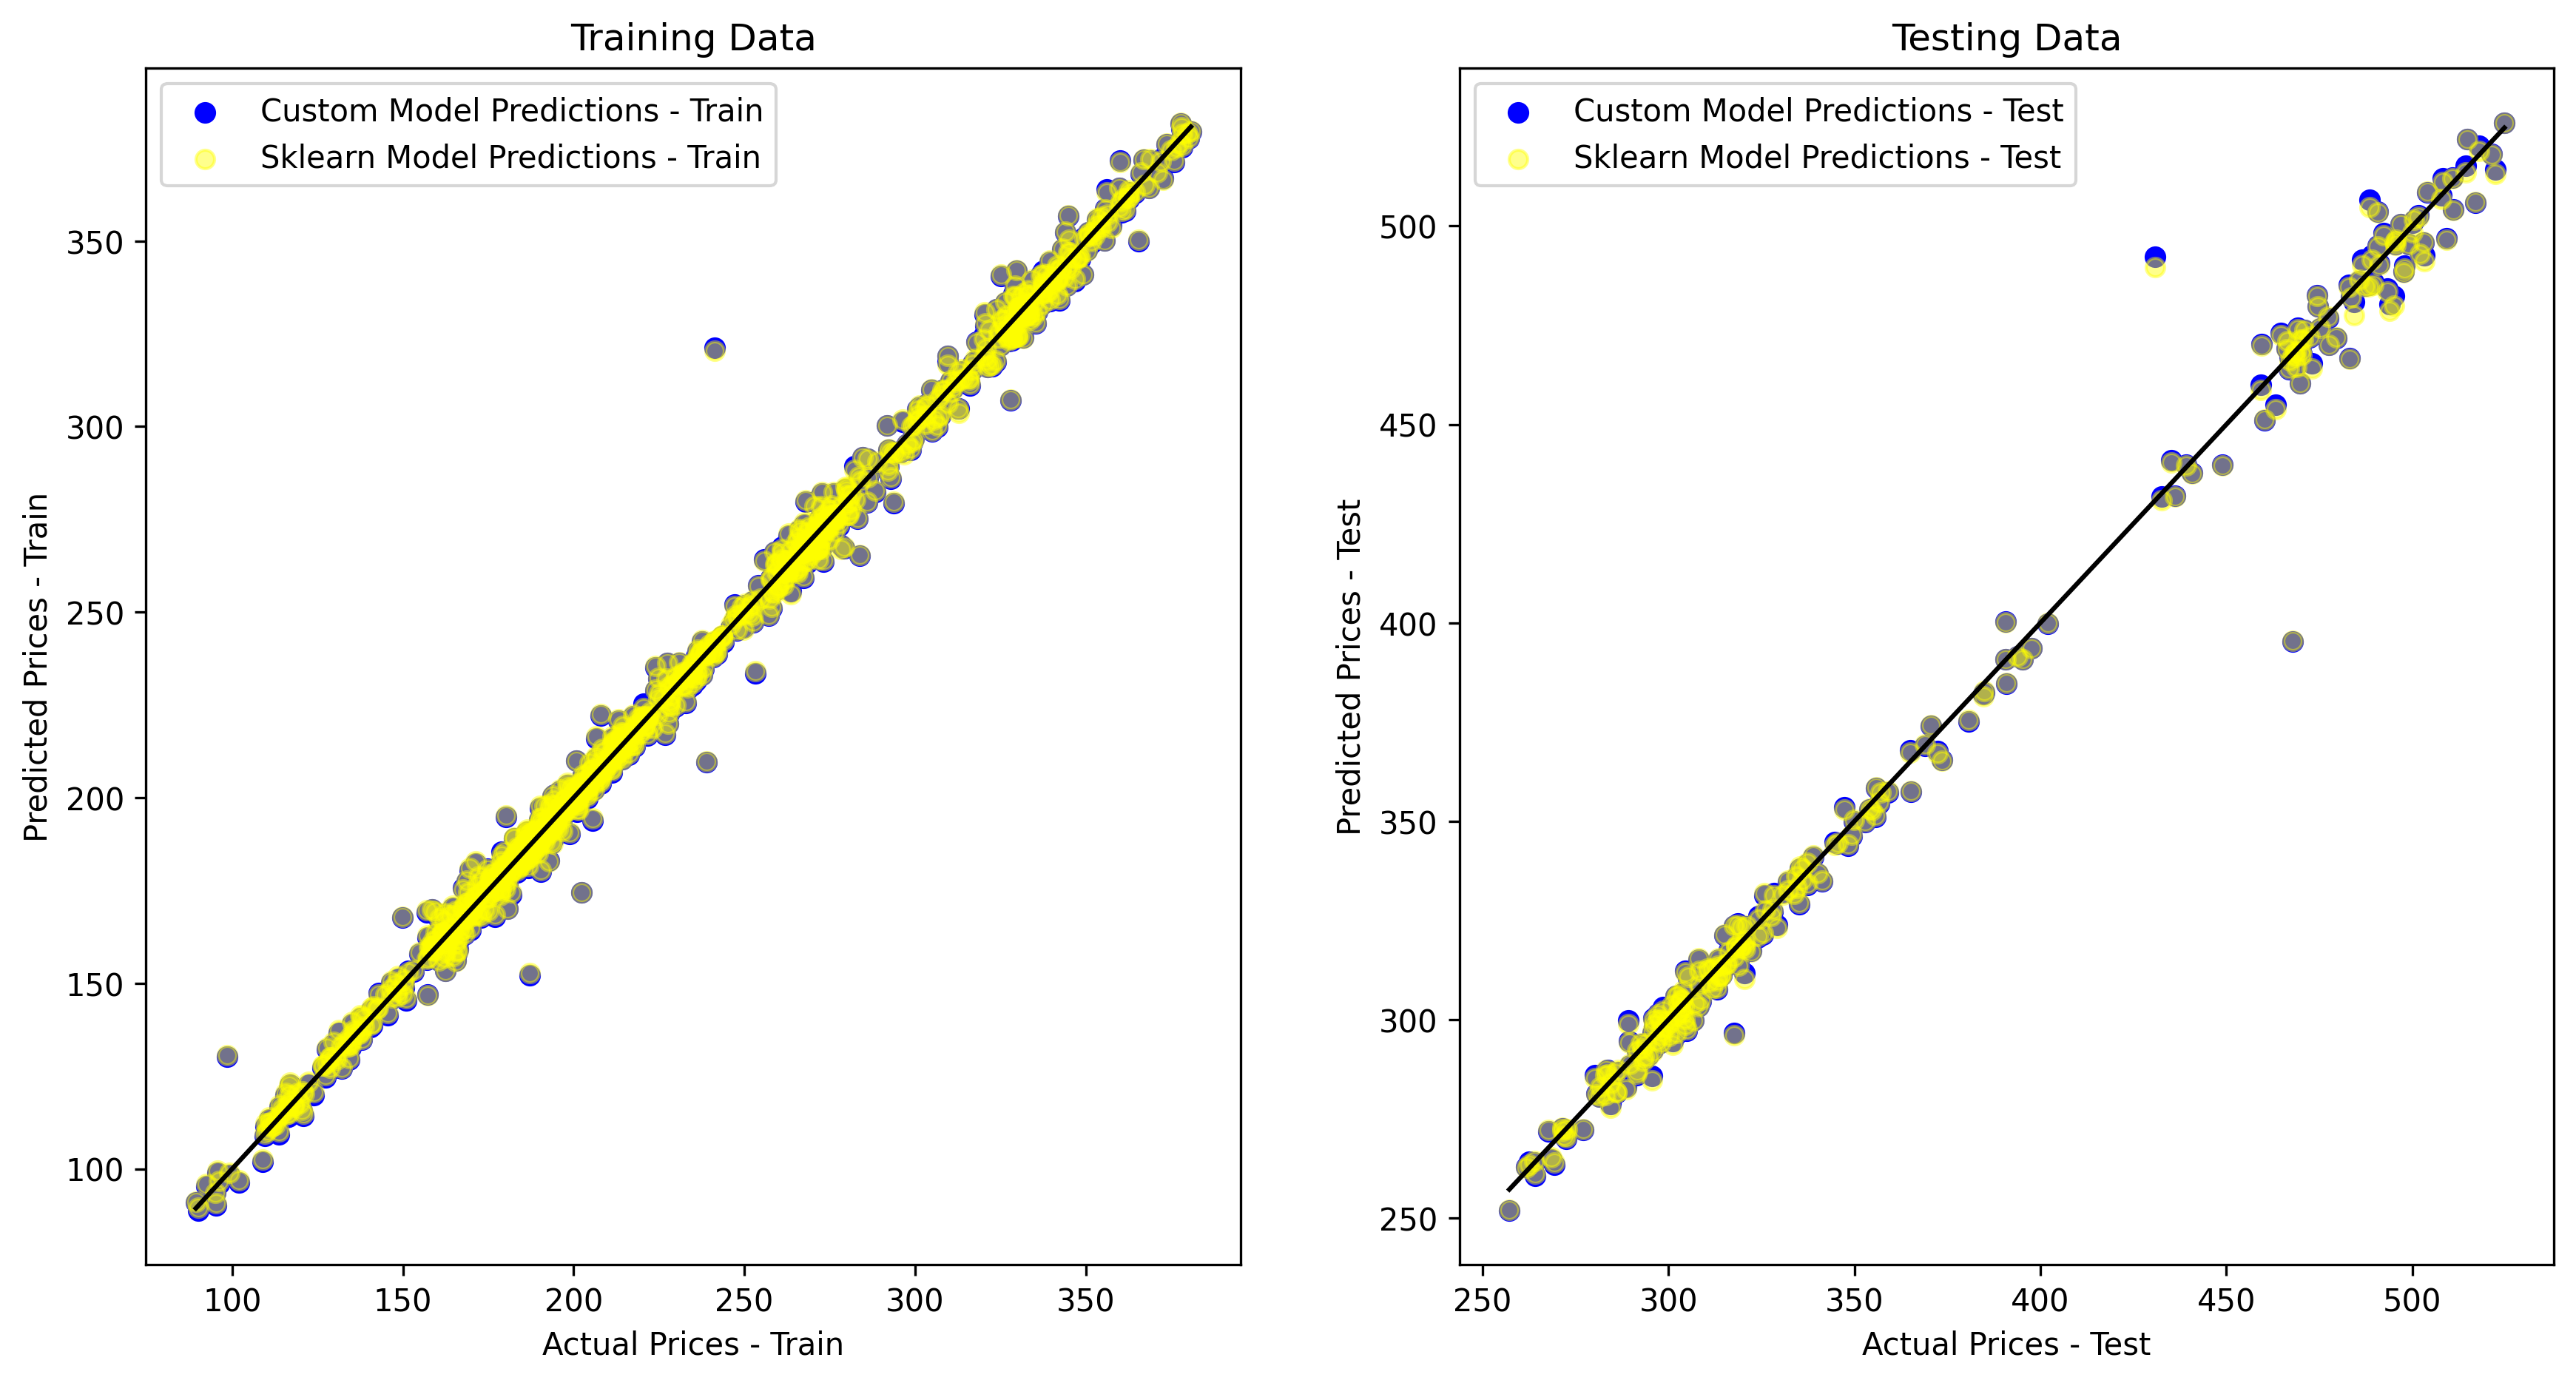 Training Data
Custom Model Predictions - Train
Sklearn Model Predictions - Train
350
300
250
200
150
100
Predicted Prices - Train
100 150 200 250 300 350
Actual Prices - Train
Testing Data
Custom Model Predictions - Test
Sklearn Model Predictions - Test
500
450
400
350
300
250
Predicted Prices - Test
250 300 350 400 450 500
Actual Prices - Test